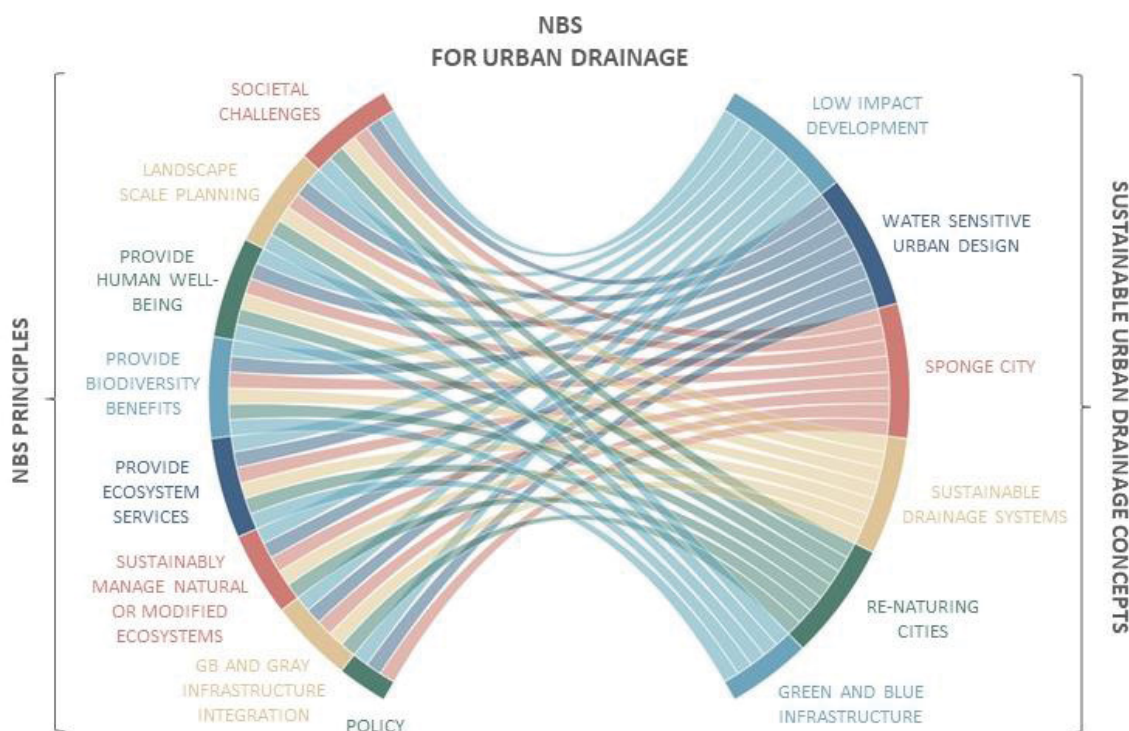 NBS
FOR URBAN DRAINAGE
NBS PRINCIPLES
SOCIETAL
CHALLENGES
LANDSCAPE
SCALE PLANNING
PROVIDE
HUMAN WELL-
BEING
PROVIDE
BIODIVERSITY
BENEFITS
PROVIDE
ECOSYSTEM
SERVICES
SUSTAINABLY
MANAGE NATURAL
OR MODIFIED
ECOSYSTEMS
GB AND GRAY
INFRASTRUCTURE
INTEGRATION
POLICY
LOW IMPACT
DEVELOPMENT
WATER SENSITIVE
URBAN DESIGN
SPONGE CITY
SUSTAINABLE
DRAINAGE SYSTEMS
RE-NATURING
CITIES
GREEN AND BLUE
INFRASTRUCTURE
SUSTAINABLE URBAN DRAINAGE CONCEPTS